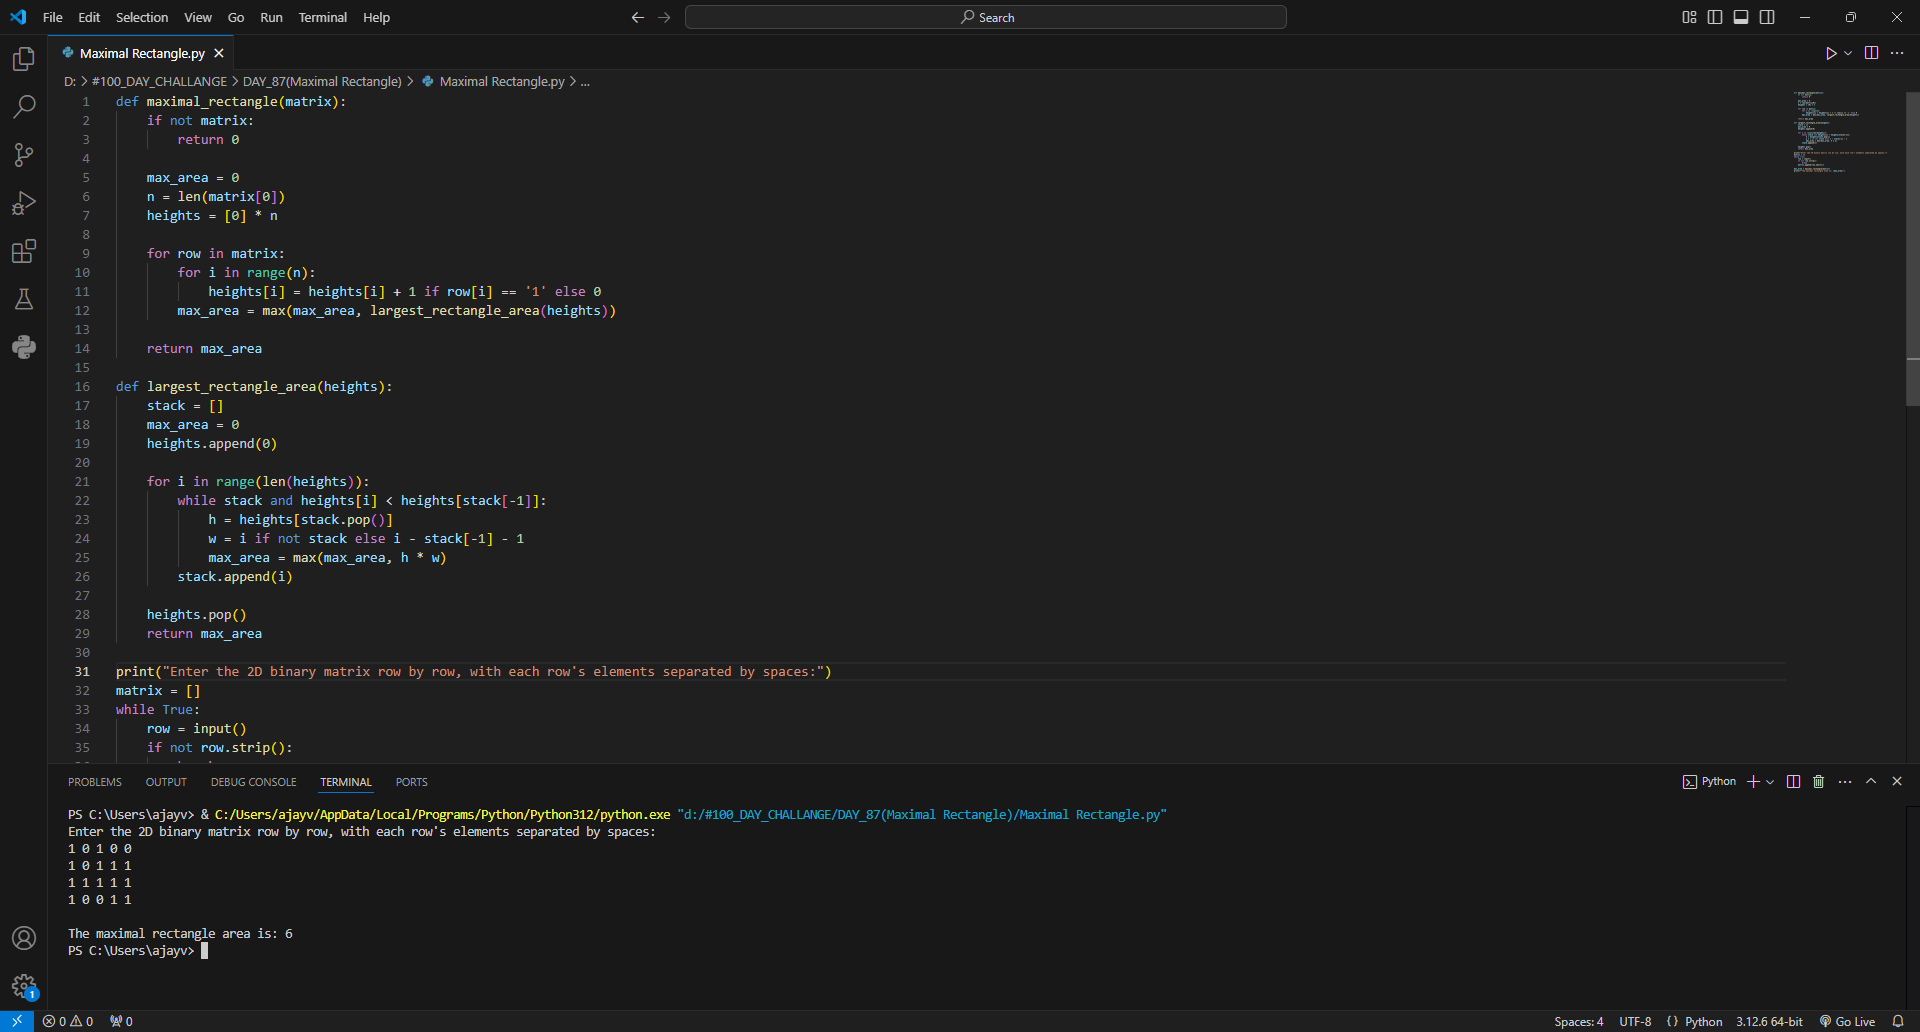 File Edit Selection View Go Run Terminal Help
Search
Maximal Rectangle.py
D: > #100_DAY_CHALLANGE > DAY_87(Maximal Rectangle) > Maximal Rectangle.py > ...
1 def maximal_rectangle(matrix):
2     if not matrix:
3         return 0
4
5     max_area = 0
6     n = len(matrix[0])
7     heights = [0] * n
8
9     for row in matrix:
10         for i in range(n):
11             heights[i] = heights[i] + 1 if row[i] == '1' else 0
12         max_area = max(max_area, largest_rectangle_area(heights))
13
14     return max_area
15
16 def largest_rectangle_area(heights):
17     stack = []
18     max_area = 0
19     heights.append(0)
20
21     for i in range(len(heights)):
22         while stack and heights[i] < heights[stack[-1]]:
23             h = heights[stack.pop()]
24             w = i if not stack else i - stack[-1] - 1
25             max_area = max(max_area, h * w)
26         stack.append(i)
27
28     heights.pop()
29     return max_area
30
31 print("Enter the 2D binary matrix row by row, with each row's elements separated by spaces:")
32 matrix = []
33 while True:
34     row = input()
35     if not row.strip():
PROBLEMS OUTPUT DEBUG CONSOLE TERMINAL PORTS
Python
PS C:\Users\ajayv> & C:/Users/ajayv/AppData/Local/Programs/Python/Python312/python.exe "d:/#100_DAY_CHALLANGE/DAY_87(Maximal Rectangle)/Maximal Rectangle.py"
Enter the 2D binary matrix row by row, with each row's elements separated by spaces:
1 0 1 0 0
1 0 1 1 1
1 1 1 1 1
1 0 0 1 1
The maximal rectangle area is: 6
PS C:\Users\ajayv>
1
0 0 0 Spaces: 4 UTF-8 {} Python 3.12.6 64-bit Go Live